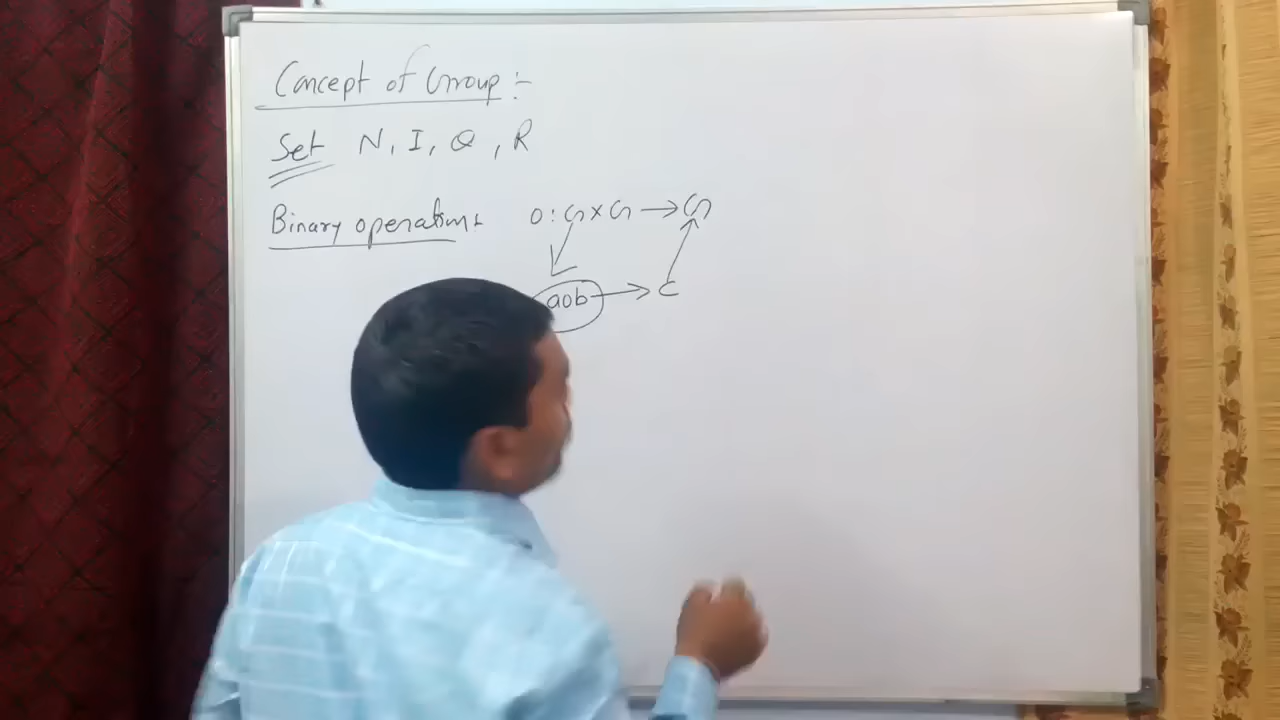 Concept of Group :-
Set N, I, Q, R
Binary operation: o : G x G → G
aob → c